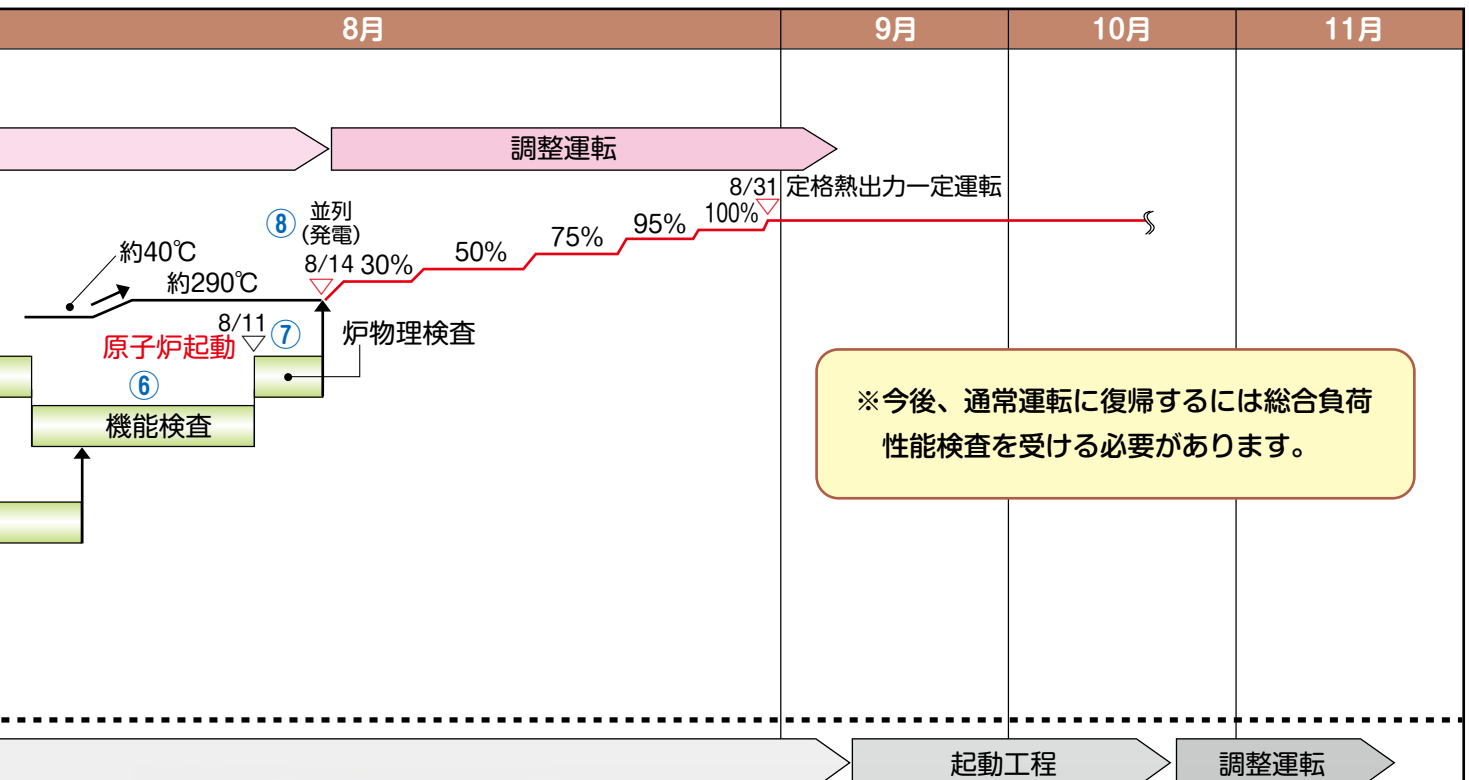 8月
9月
10月
11月
調整運転
8/31 定格熱出力一定運転
⑧
並列
(発電)
8/14
30%
50%
75%
95%
100%
約40℃
約290℃
8/11
原子炉起動
⑦
炉物理検査
⑥
機能検査
※今後、通常運転に復帰するには総合負荷
性能検査を受ける必要があります。
起動工程
調整運転